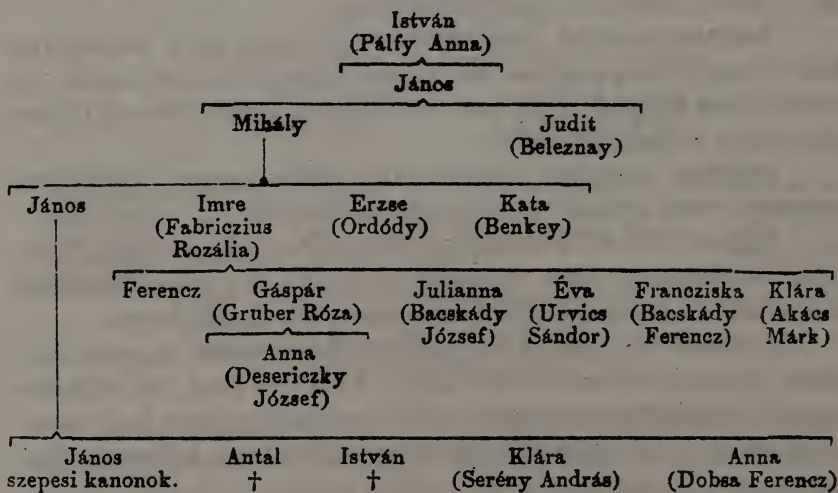 István
(Pálfy Anna)
János
Mihály Judit
(Beleznay)
János Imre Erzse Kata
(Fabriczius (Ordódy) (Benkey)
Rozália)
Ferencz Gáspár Julianna Éva Francziska Klára
(Gruber Róza) (Bacskády (Urvics (Bacskády (Akács
József) Sándor) Ferencz) Márk)
Anna
(Desericzky
József)
János Antal István Klára Anna
szepesi kanonok. † † (Serény András) (Dobsa Ferencz)